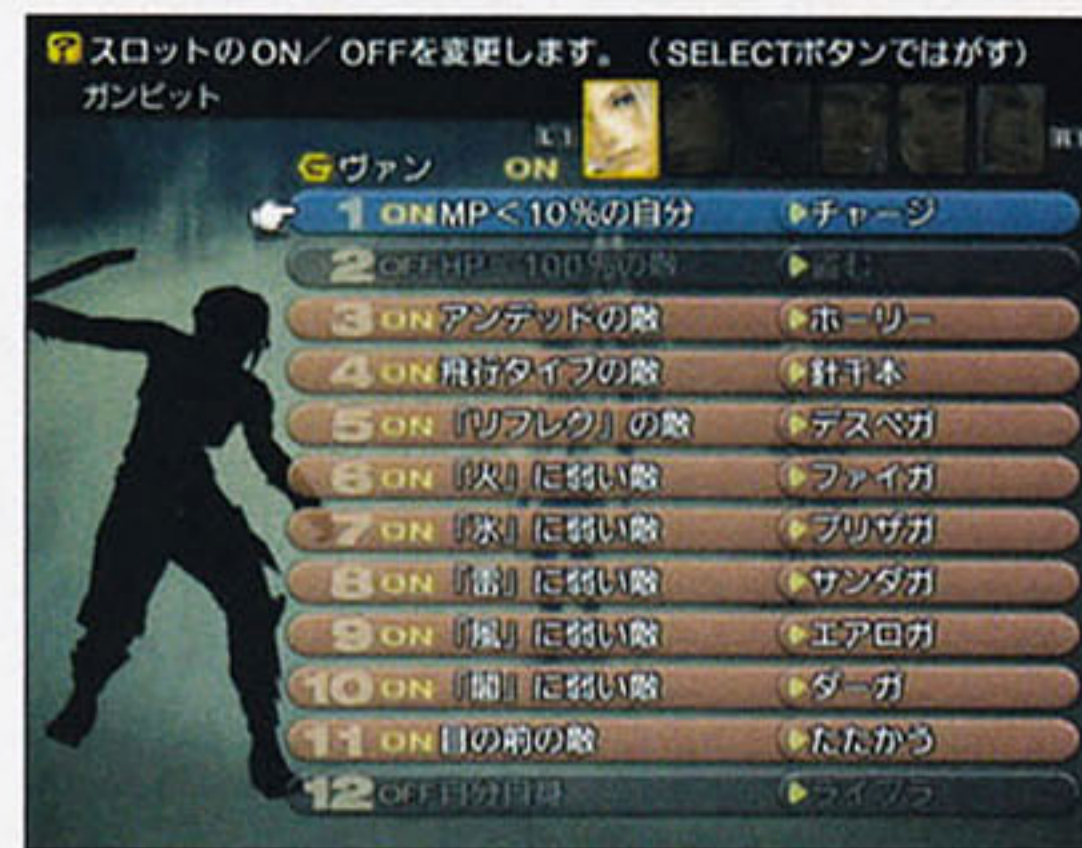 ?スロットのON／OFFを変更します。（SELECTボタンではがす）
ガンビット
L1 R1
G ヴァン ON
1 ON MP＜10％の自分 チャージ
2 OFF HP＜100％の敵 盗む
3 ON アンデッドの敵 ホーリー
4 ON 飛行タイプの敵 針千本
5 ON 『リフレク』の敵 デスペガ
6 ON 『火』に弱い敵 ファイガ
7 ON 『氷』に弱い敵 ブリザガ
8 ON 『雷』に弱い敵 サンダガ
9 ON 『風』に弱い敵 エアロガ
10 ON 『闇』に弱い敵 ダーガ
11 ON 目の前の敵 たたかう
12 OFF 自分自身 ライブラ